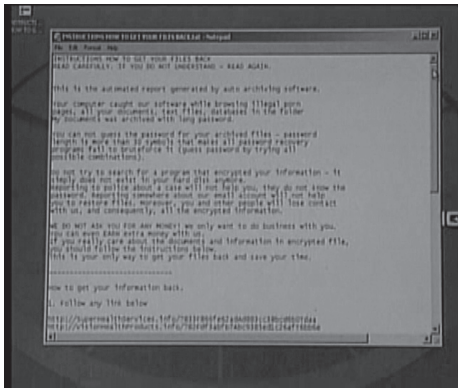 INSTRUCTIONS HOW TO GET YOUR FILES BACK.txt - Notepad
File Edit Format Help
INSTRUCTIONS HOW TO GET YOUR FILES BACK
READ CAREFULLY. IF YOU DO NOT UNDERSTAND - READ AGAIN.
This is the automated report generated by auto archiving software.
Your computer caught our software while browsing illegal porn
pages, all your documents, text files, databases in the folder
My Documents was archived with long password.
You can not guess the password for your archived files - password
length is more than 30 symbols that makes all password recovery
programs fail to bruteforce it (guess password by trying all
possible combinations).
Do not try to search for a program that encrypted your information - it
simply does not exist in your hard disk anymore.
Reporting to police about a case will not help you, they do not know the
password. Reporting somewhere about our email account will not help
you to restore files. moreover, you and other people will lose contact
with us, and consequently, all the encrypted information.
WE DO NOT ASK YOU FOR ANY MONEY! We only want to do business with you.
You can even EARN extra money with us.
If you really care about the documents and information in encrypted file,
you should follow the instructions below.
This is your only way to get your files back and save your time.
------------------------------
How to get your information back.
1. Follow any link below